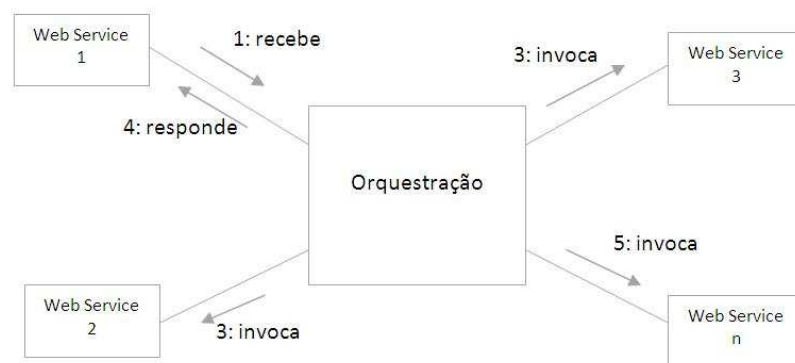 Web Service
1
1: recebe
4: responde
3: invoca
Web Service
3
Orquestração
Web Service
2
3: invoca
5: invoca
Web Service
n